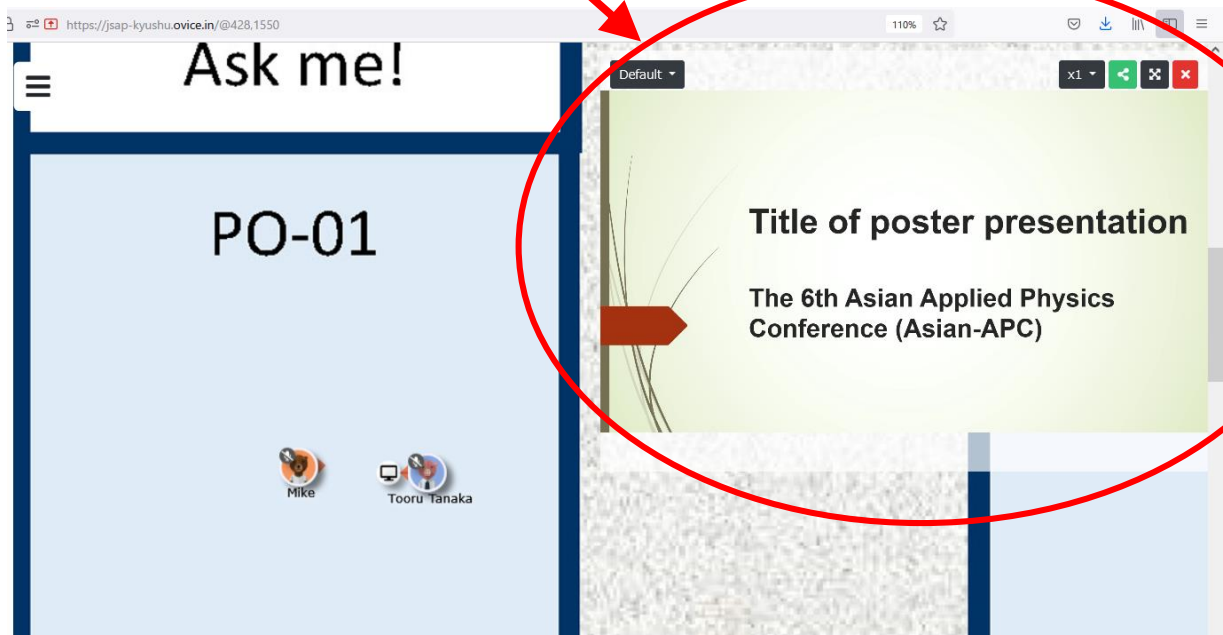 https://jsap-kyushu.ovice.in/@428,1550
110%
Ask me!
Default
x1
PO-01
Title of poster presentation
The 6th Asian Applied Physics
Conference (Asian-APC)
Mike
Tooru Tanaka